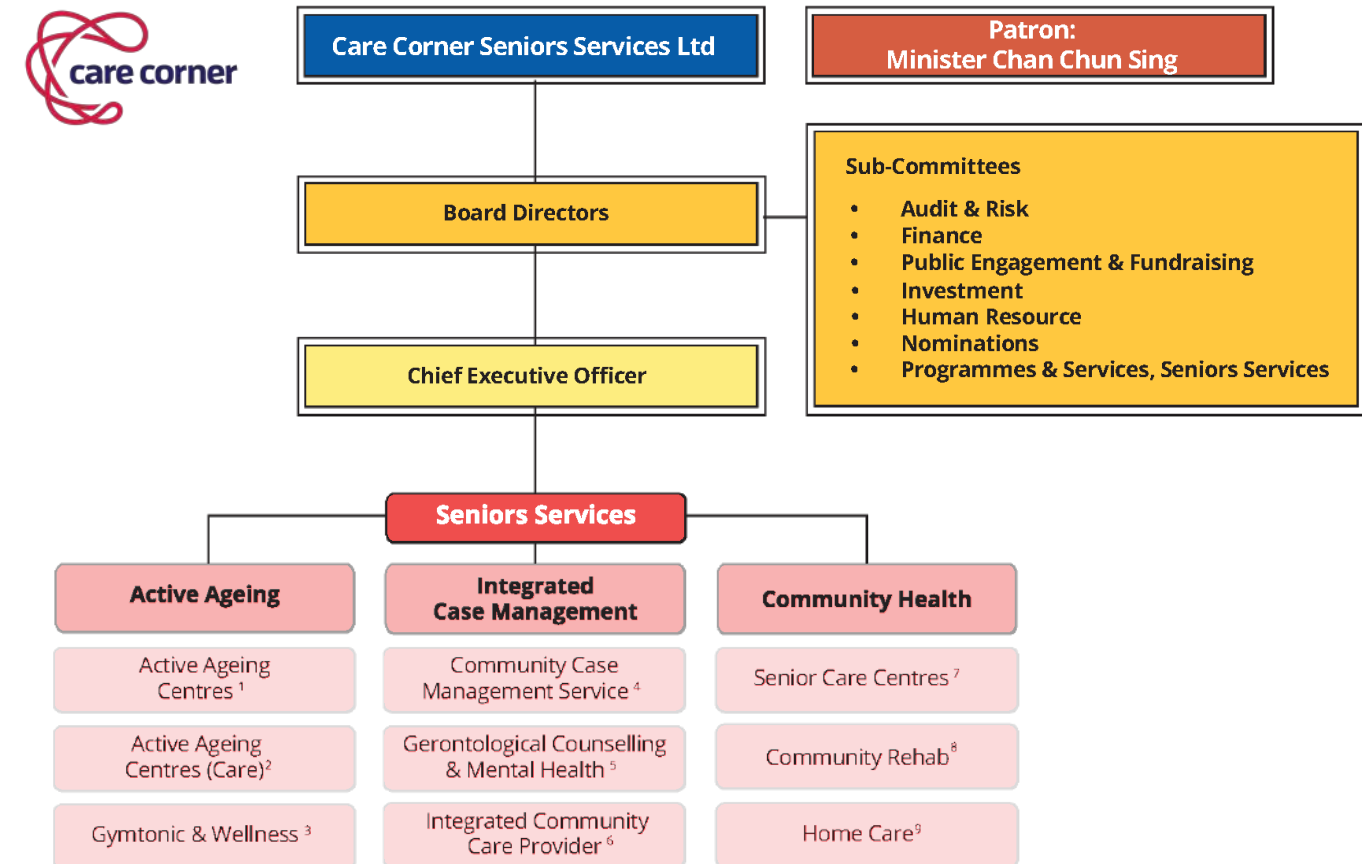 care corner
Care Corner Seniors Services Ltd
Patron:
Minister Chan Chun Sing
Board Directors
Sub-Committees
• Audit & Risk
• Finance
• Public Engagement & Fundraising
• Investment
• Human Resource
• Nominations
• Programmes & Services, Seniors Services
Chief Executive Officer
Seniors Services
Active Ageing
Active Ageing
Centres ¹
Active Ageing
Centres (Care)²
Gymtonic & Wellness ³
Integrated
Case Management
Community Case
Management Service ⁴
Gerontological Counselling
& Mental Health ⁵
Integrated Community
Care Provider ⁶
Community Health
Senior Care Centres ⁷
Community Rehab⁸
Home Care⁹